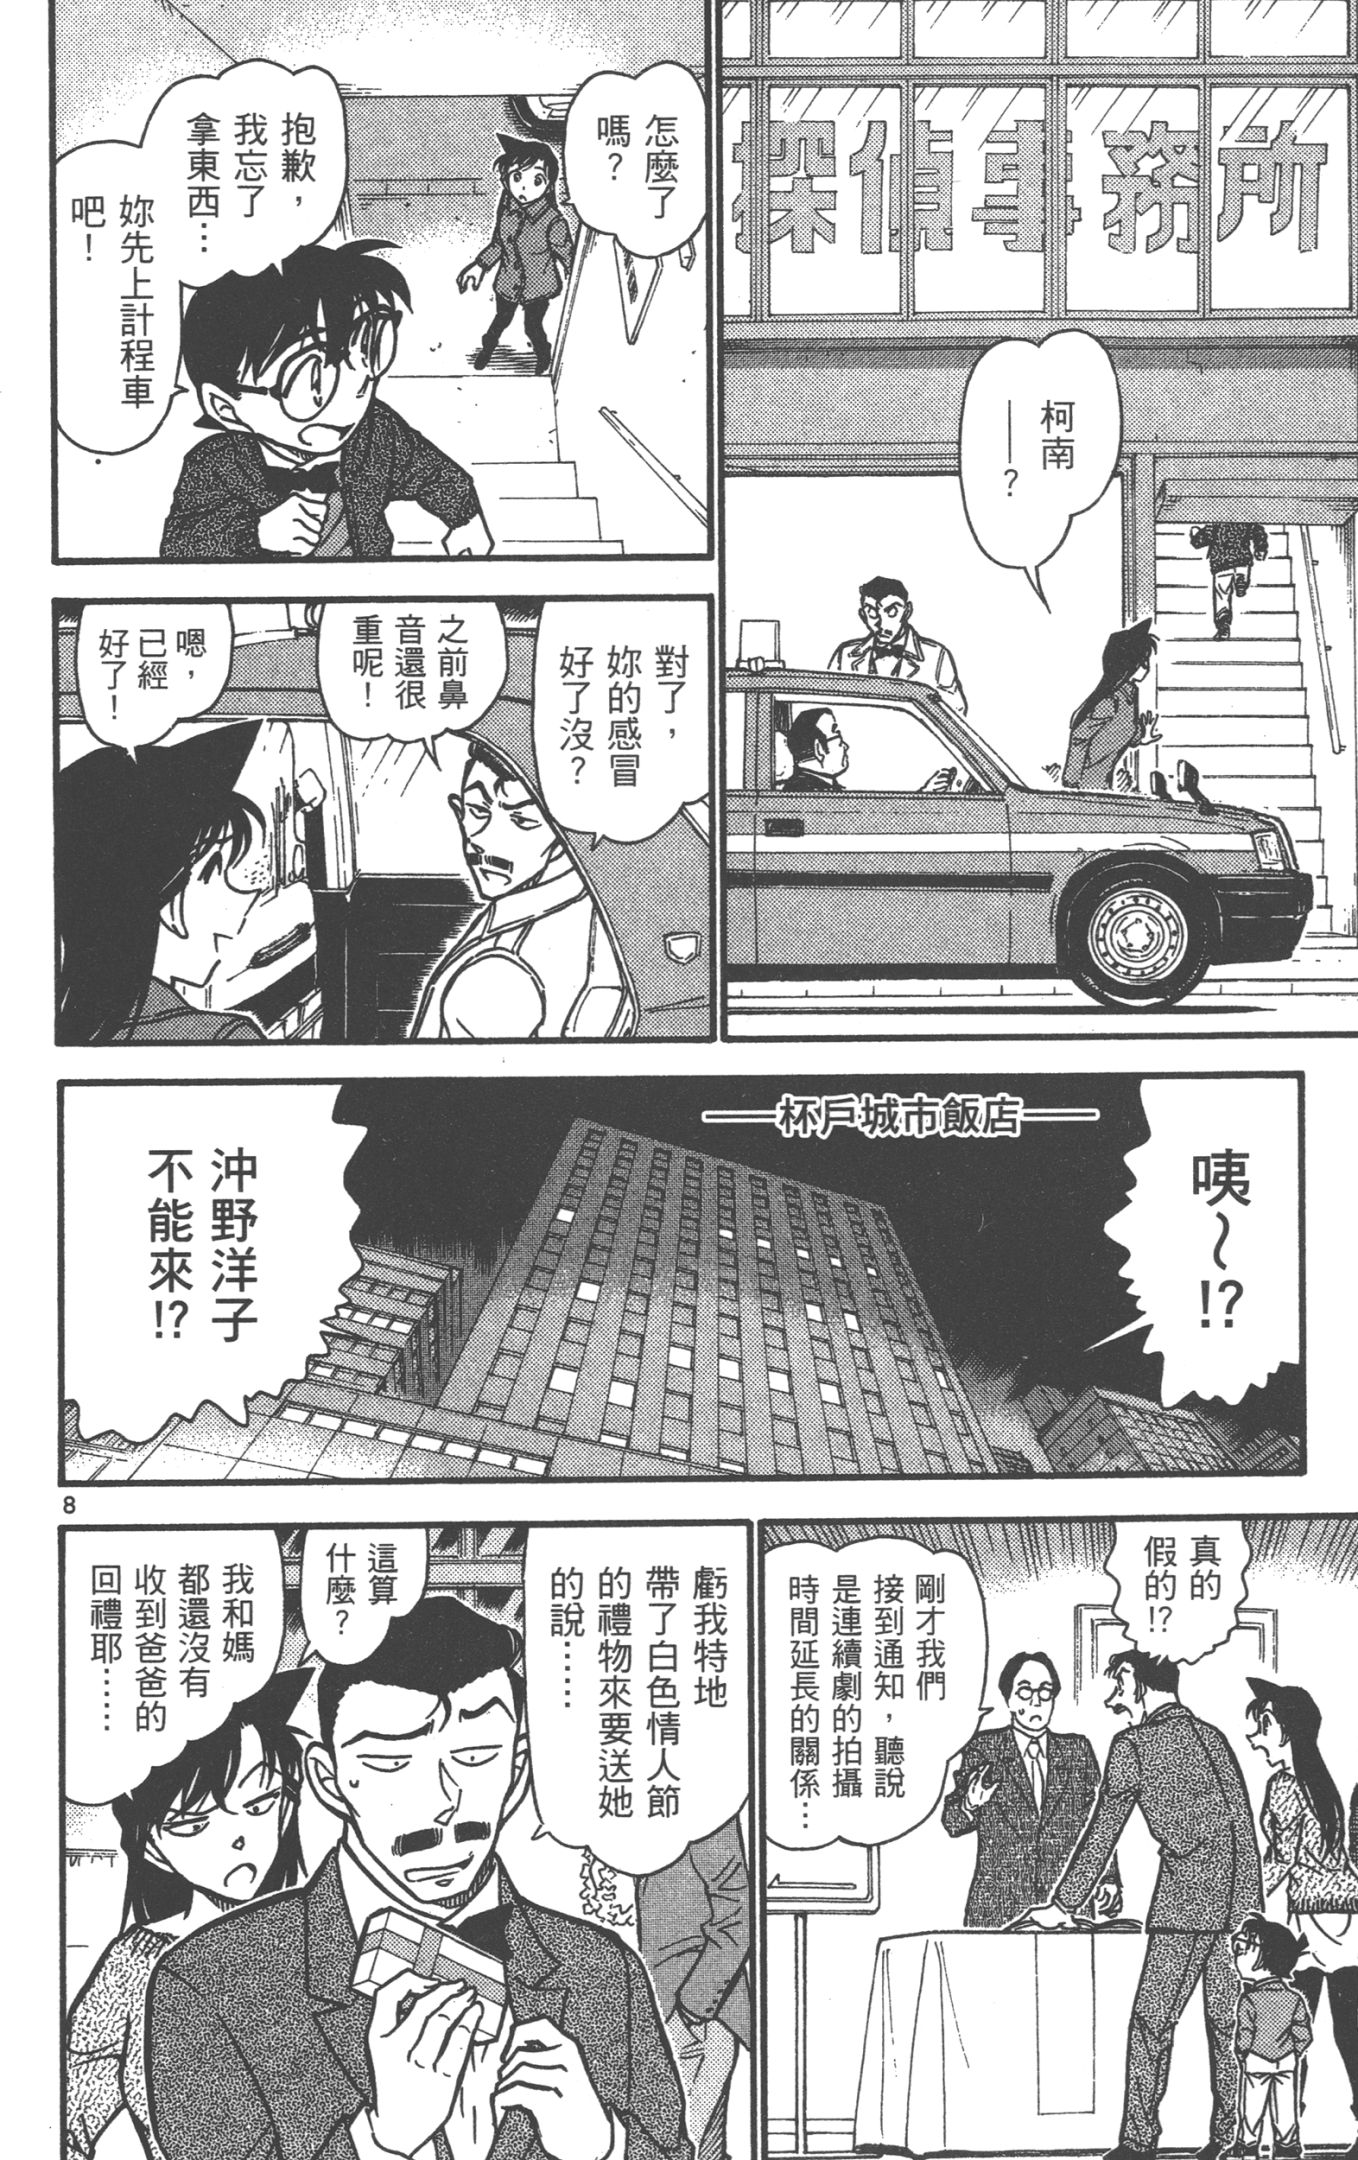 探偵事務所
柯南
——？
怎麼了
嗎？
抱歉，
我忘了
拿東西…
妳先上計程車
吧！
對了，
妳的感冒
好了沒？
之前鼻
音還很
重呢！
嗯，
已經
好了！
——杯戶城市飯店——
咦～!?
沖野洋子
不能來!?
8
真的
假的!?
剛才我們
接到通知，聽說
是連續劇的拍攝
時間延長的關係…
虧我特地
帶了白色情人節
的禮物來要送她
的說……
這算
什麼？
我和媽
都還沒有
收到爸爸的
回禮耶……